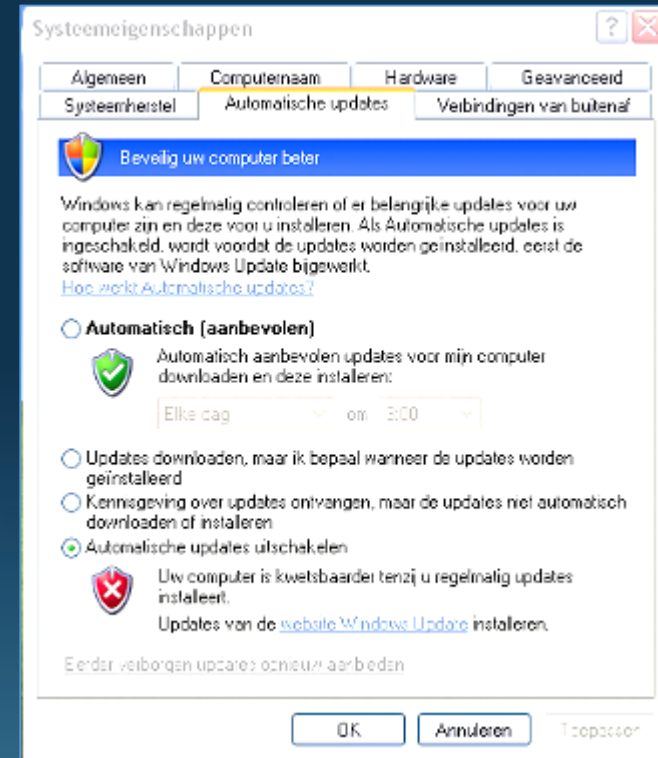 Systeemeigenschappen
Algemeen Computernaam Hardware Geavanceerd
Systeemherstel Automatische updates Verbindingen van buitenaf
Beveilig uw computer beter
Windows kan regelmatig controleren of er belangrijke updates voor uw
computer zijn en deze voor u installeren. Als Automatische updates is
ingeschakeld, wordt voordat de updates worden geïnstalleerd, eerst de
software van Windows Update bijgewerkt.
Hoe werkt Automatische updates?
Automatisch (aanbevolen)
Automatisch aanbevolen updates voor mijn computer
downloaden en deze installeren:
Elke dag om 3:00
Updates downloaden, maar ik bepaal wanneer de updates worden
geïnstalleerd
Kennisgeving over updates ontvangen, maar de updates niet automatisch
downloaden of installeren
Automatische updates uitschakelen
Uw computer is kwetsbaarder tenzij u regelmatig updates
installeert.
Updates van de website Windows Update installeren.
Eerder verborgen updates opnieuw aanbieden
OK Annuleren Toepassen